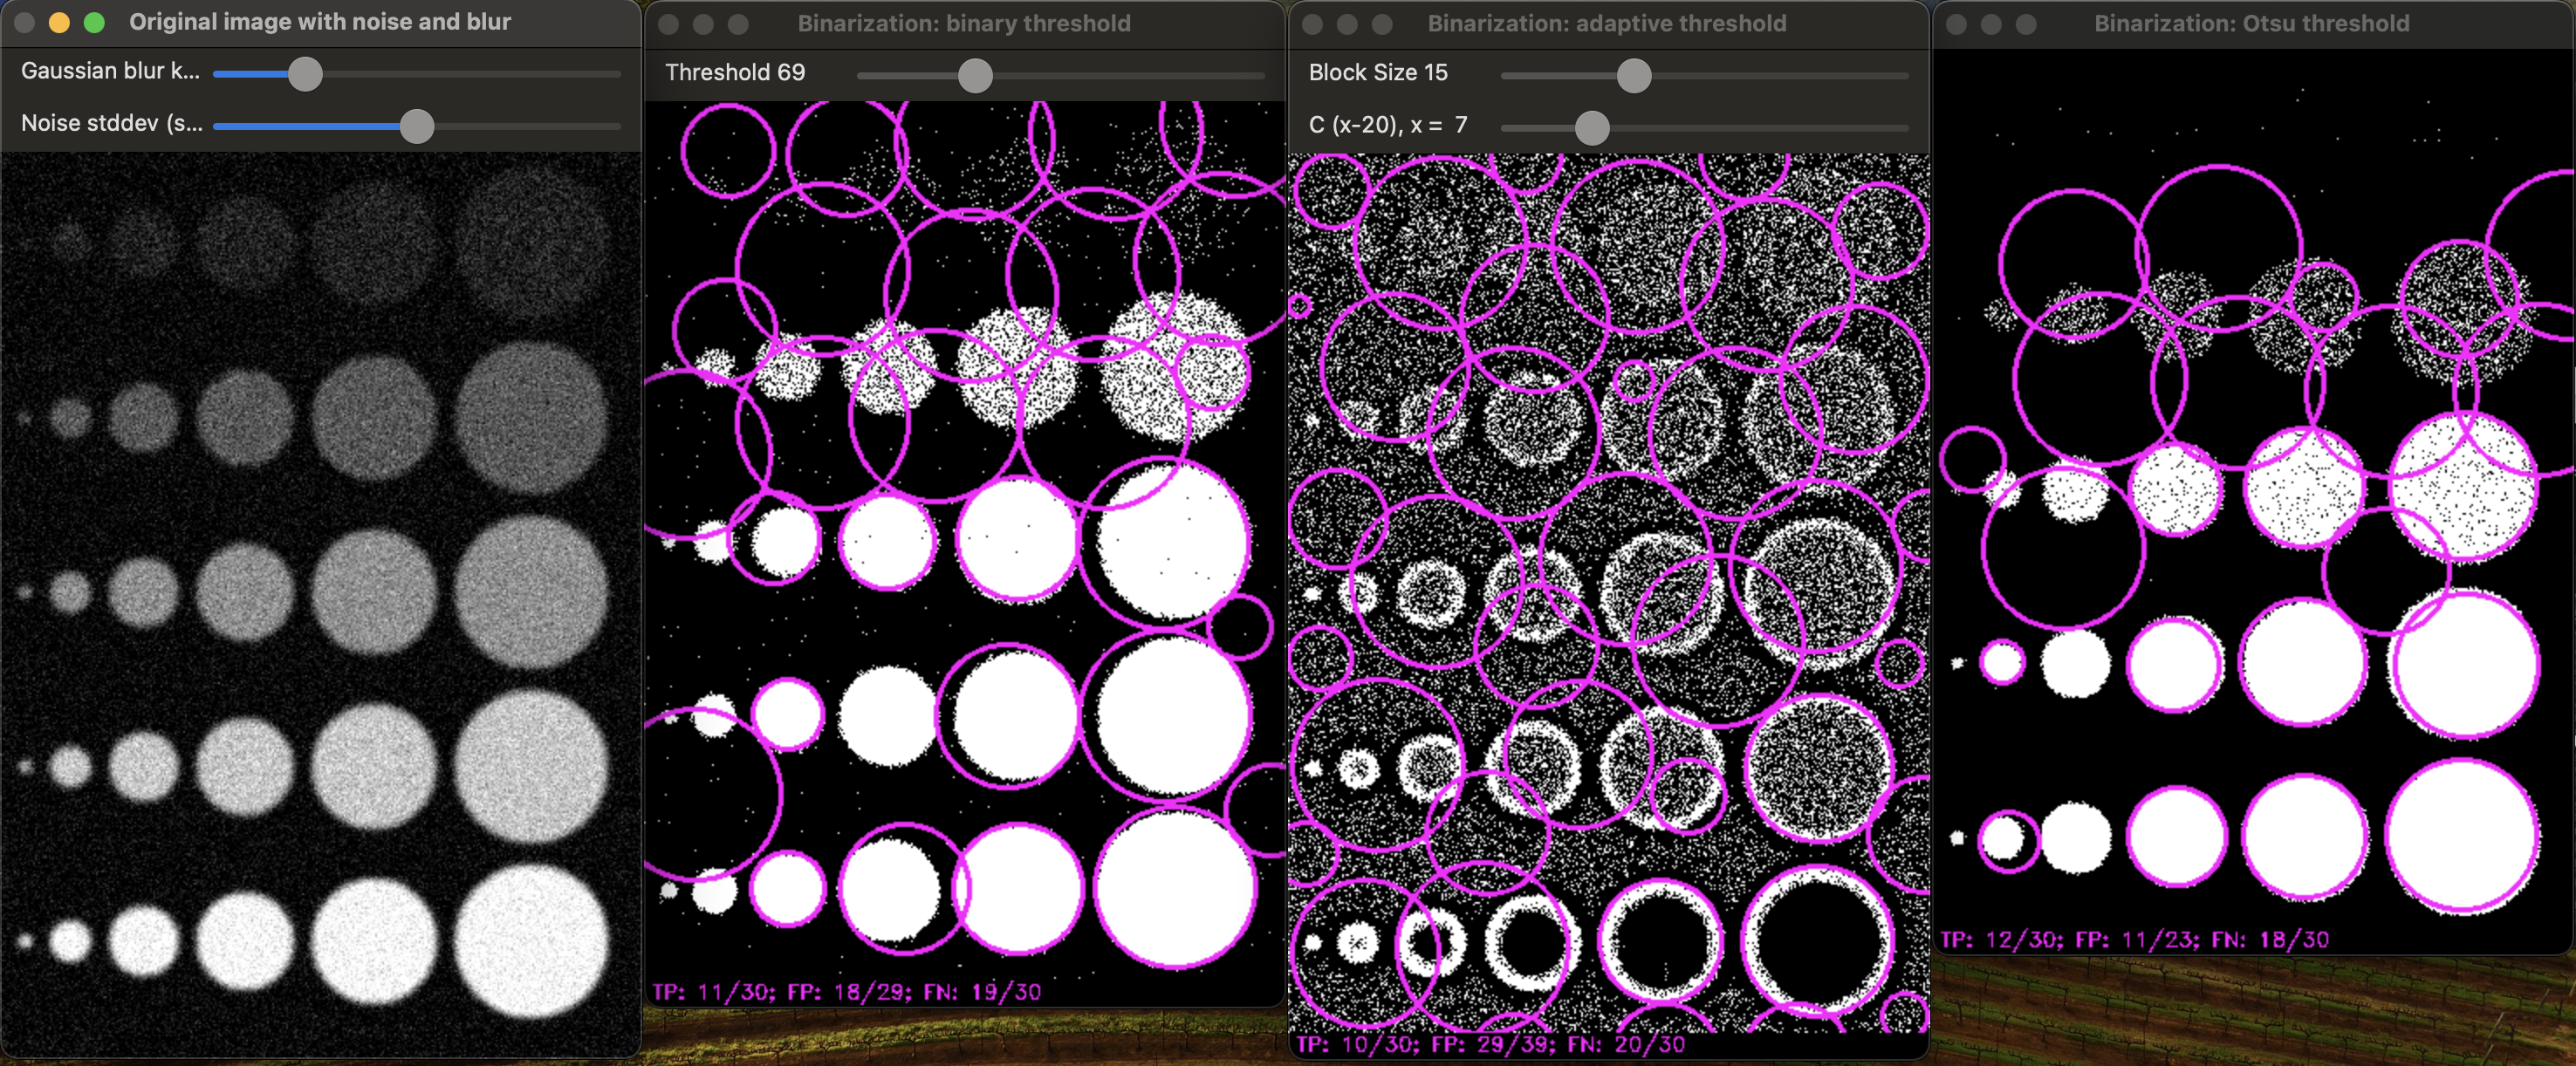 Original image with noise and blur
Gaussian blur k...
Noise stddev (s...
Binarization: binary threshold
Threshold 69
TP: 11/30; FP: 18/29; FN: 19/30
Binarization: adaptive threshold
Block Size 15
C (x-20), x = 7
TP: 10/30; FP: 29/39; FN: 20/30
Binarization: Otsu threshold
TP: 12/30; FP: 11/23; FN: 18/30